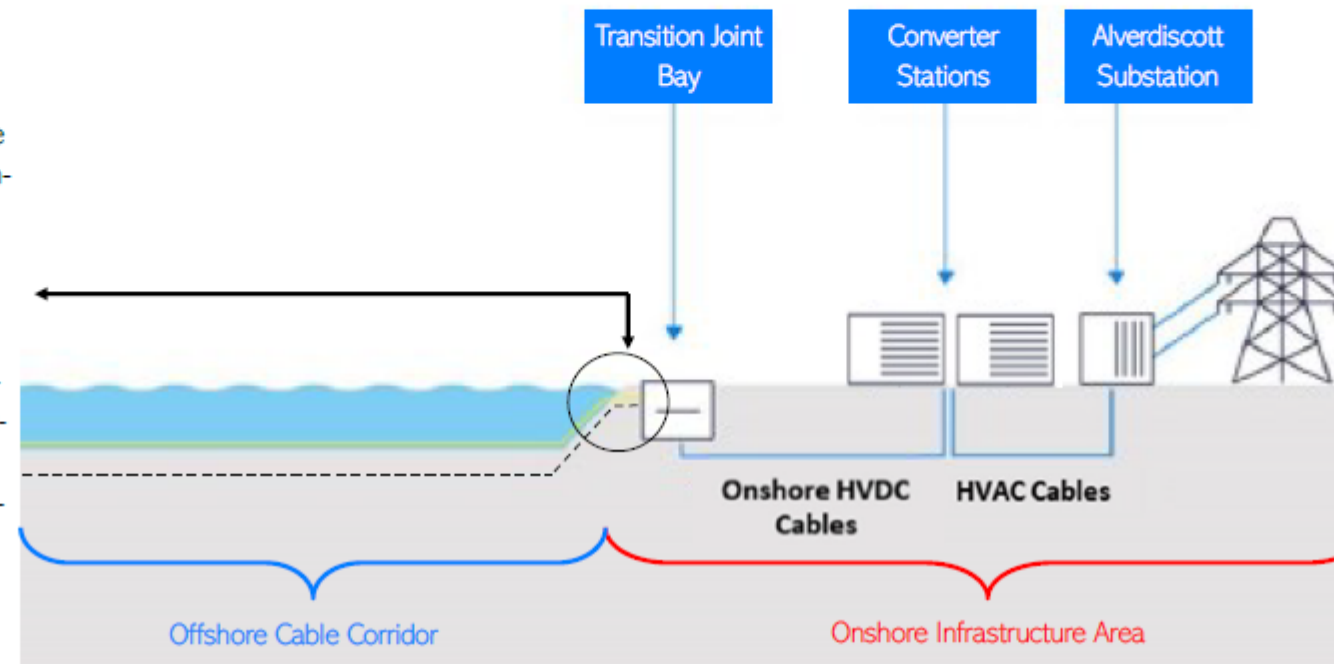 Transition Joint
Bay
Converter
Stations
Alverdiscott
Substation
Onshore HVDC
Cables
HVAC Cables
Offshore Cable Corridor
Onshore Infrastructure Area